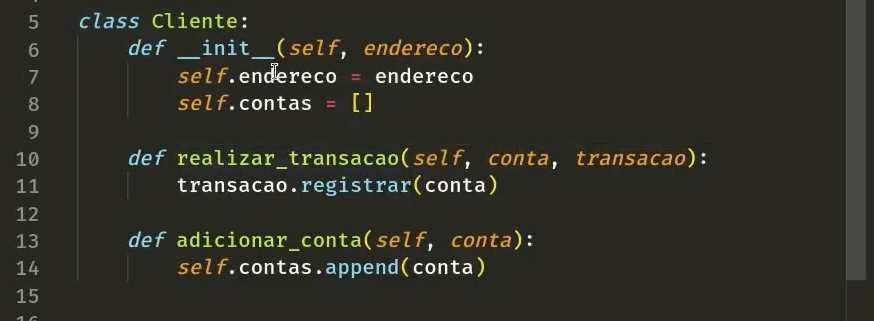 5 class Cliente:
6 def __init__(self, endereco):
7 self.endereco = endereco
8 self.contas = []
9
10 def realizar_transacao(self, conta, transacao):
11 transacao.registrar(conta)
12
13 def adicionar_conta(self, conta):
14 self.contas.append(conta)
15